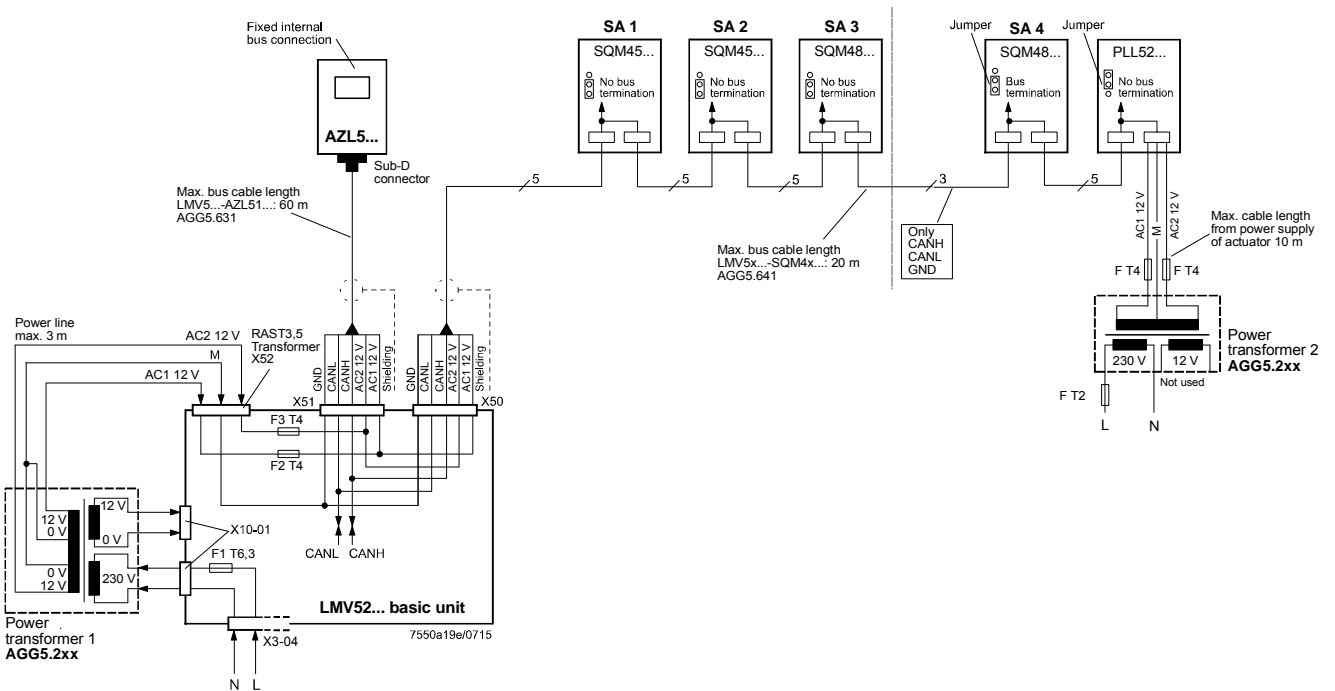 Fixed internal
bus connection
AZL5...
Sub-D
connector
Max. bus cable length
LMV5...-AZL51...: 60 m
AGG5.631
SA 1
SQM45...
No bus
termination
SA 2
SQM45...
No bus
termination
SA 3
SQM48...
No bus
termination
Jumper
SA 4
SQM48...
Bus
termination
Jumper
PLL52...
No bus
termination
5
5
5
3
5
Max. bus cable length
LMV5x...-SQM4x...: 20 m
AGG5.641
Only
CANH
CANL
GND
AC1 12 V
M
AC2 12 V
Max. cable length
from power supply
of actuator 10 m
F T4
F T4
230 V
12 V
Not used
Power
transformer 2
AGG5.2xx
F T2
L
N
Power line
max. 3 m
AC2 12 V
M
AC1 12 V
RAST3,5
Transformer
X52
GND
CANL
CANH
AC2 12 V
AC1 12 V
Shielding
GND
CANL
CANH
AC2 12 V
AC1 12 V
Shielding
X51
X50
F3 T4
F2 T4
12 V
0 V
0 V
12 V
12 V
0 V
230 V
X10-01
F1 T6,3
CANL
CANH
LMV52... basic unit
7550a19e/0715
X3-04
Power
transformer 1
AGG5.2xx
N
L